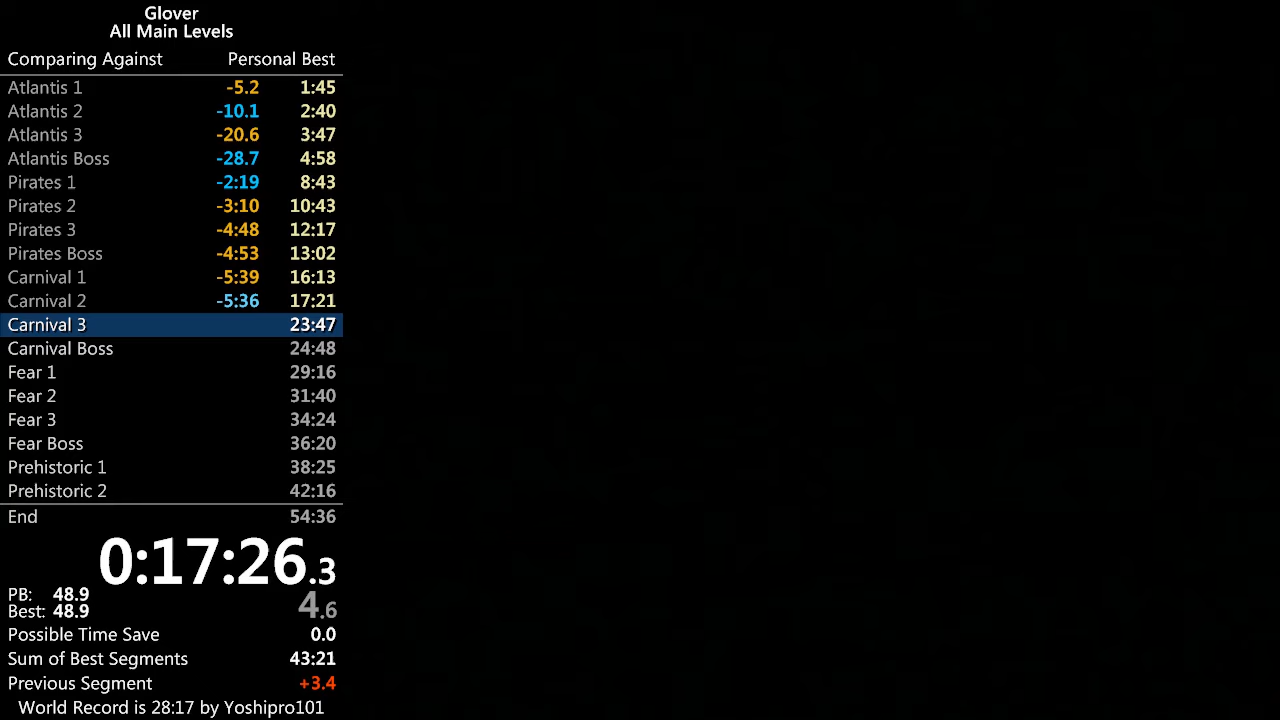 Glover
All Main Levels
Comparing Against Personal Best
Atlantis 1 -5.2 1:45
Atlantis 2 -10.1 2:40
Atlantis 3 -20.6 3:47
Atlantis Boss -28.7 4:58
Pirates 1 -2:19 8:43
Pirates 2 -3:10 10:43
Pirates 3 -4:48 12:17
Pirates Boss -4:53 13:02
Carnival 1 -5:39 16:13
Carnival 2 -5:36 17:21
Carnival 3 23:47
Carnival Boss 24:48
Fear 1 29:16
Fear 2 31:40
Fear 3 34:24
Fear Boss 36:20
Prehistoric 1 38:25
Prehistoric 2 42:16
End 54:36
0:17:26.3
PB: 48.9
Best: 48.9 4.6
Possible Time Save 0.0
Sum of Best Segments 43:21
Previous Segment +3.4
World Record is 28:17 by Yoshipro101